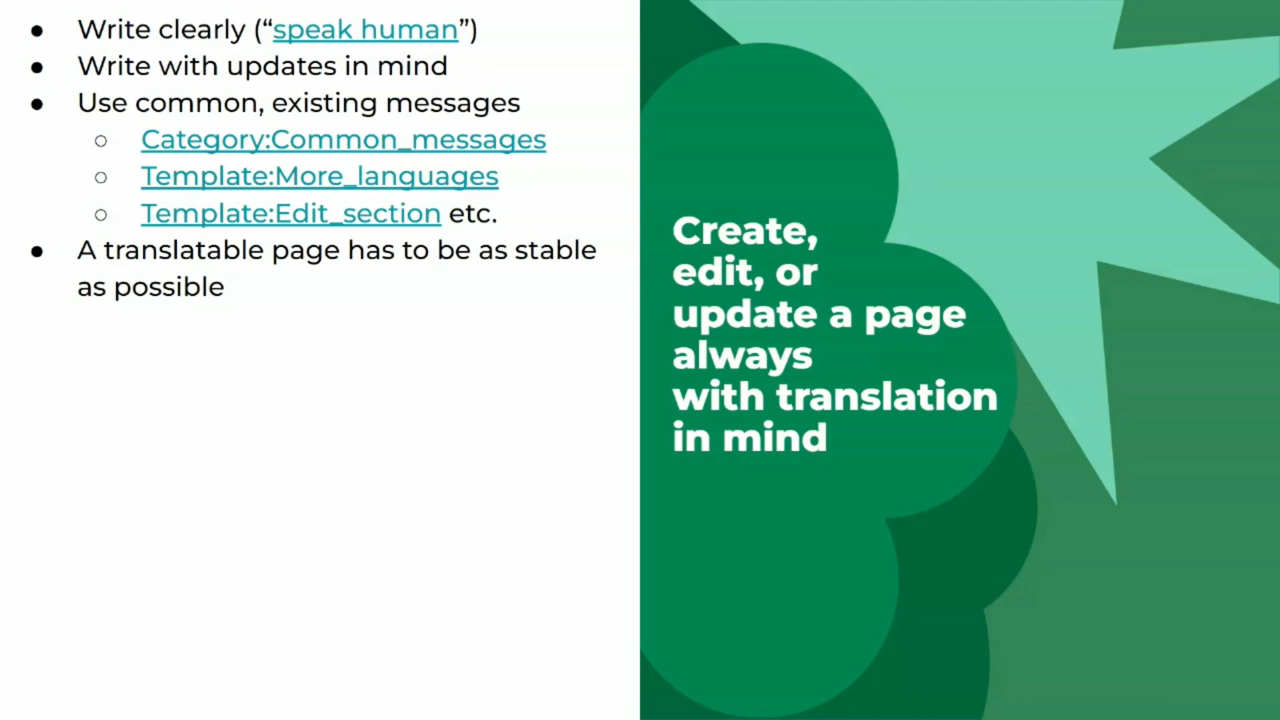 ● Write clearly (“speak human”)
● Write with updates in mind
● Use common, existing messages
○ Category:Common_messages
○ Template:More_languages
○ Template:Edit_section etc.
● A translatable page has to be as stable
as possible
Create,
edit, or
update a page
always
with translation
in mind